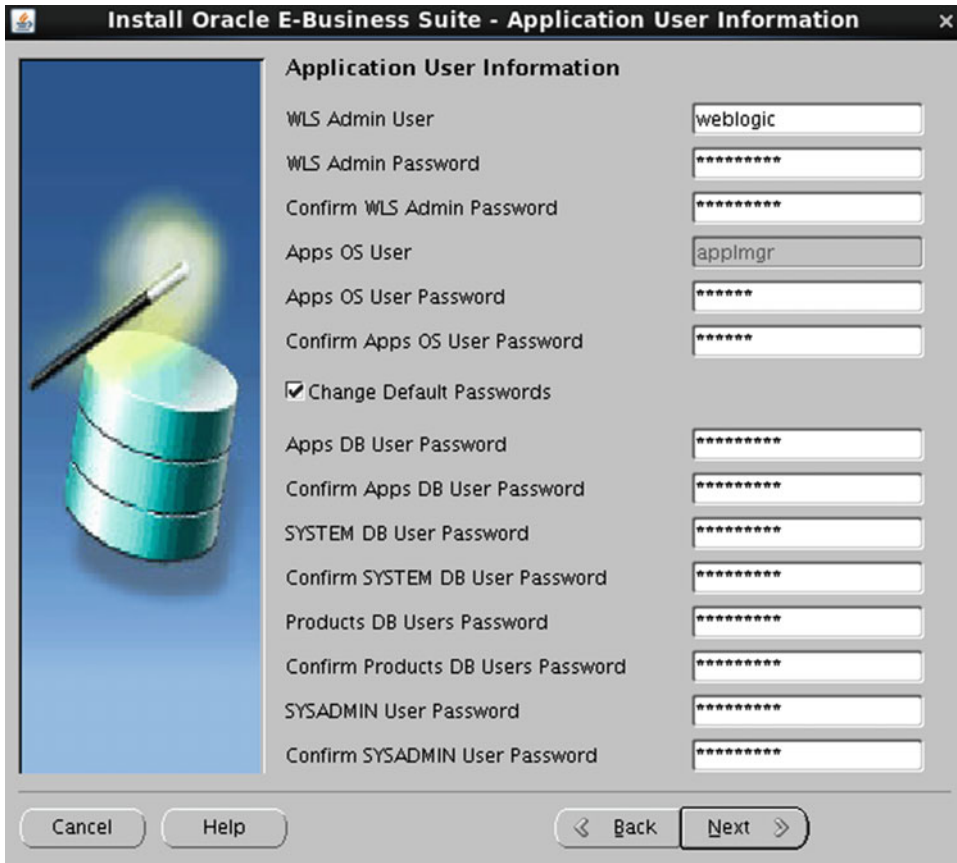 Install Oracle E-Business Suite - Application User Information ×
Application User Information
WLS Admin User weblogic
WLS Admin Password *********
Confirm WLS Admin Password *********
Apps OS User applmgr
Apps OS User Password ******
Confirm Apps OS User Password ******
Change Default Passwords
Apps DB User Password *********
Confirm Apps DB User Password *********
SYSTEM DB User Password *********
Confirm SYSTEM DB User Password *********
Products DB Users Password *********
Confirm Products DB Users Password *********
SYSADMIN User Password *********
Confirm SYSADMIN User Password *********
Cancel Help Back Next